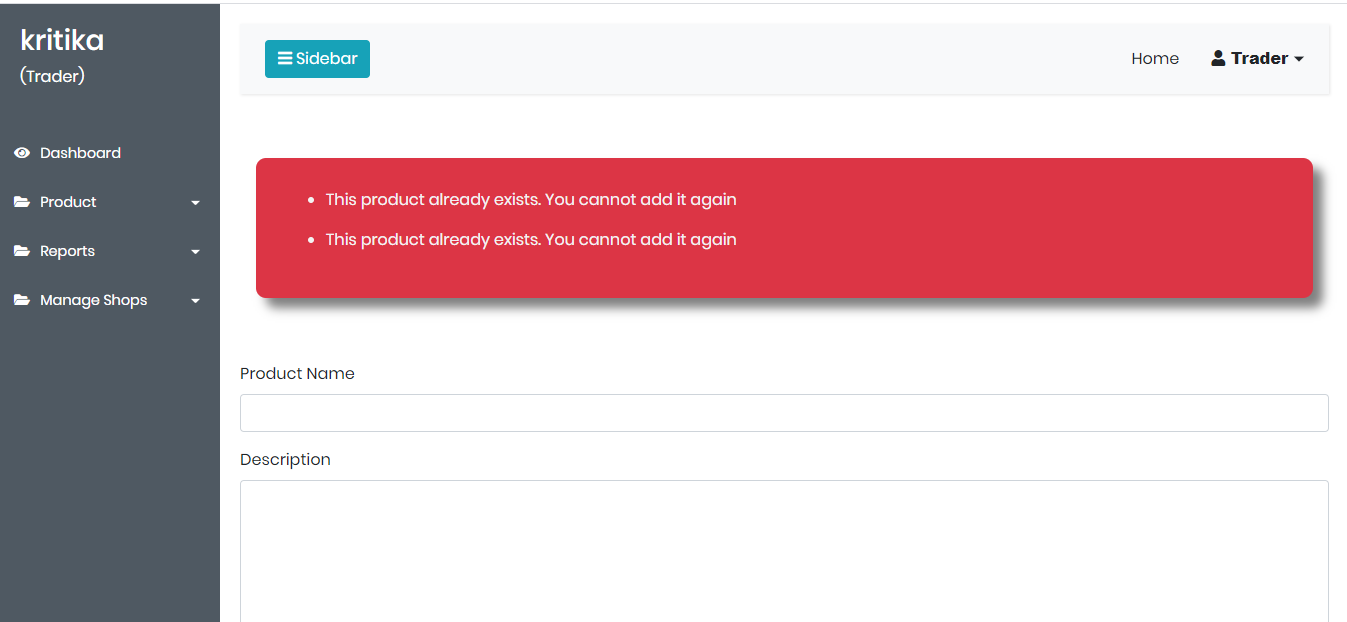 kritika
(Trader)
Dashboard
Product
Reports
Manage Shops
Sidebar
Home
Trader
This product already exists. You cannot add it again
This product already exists. You cannot add it again
Product Name
Description